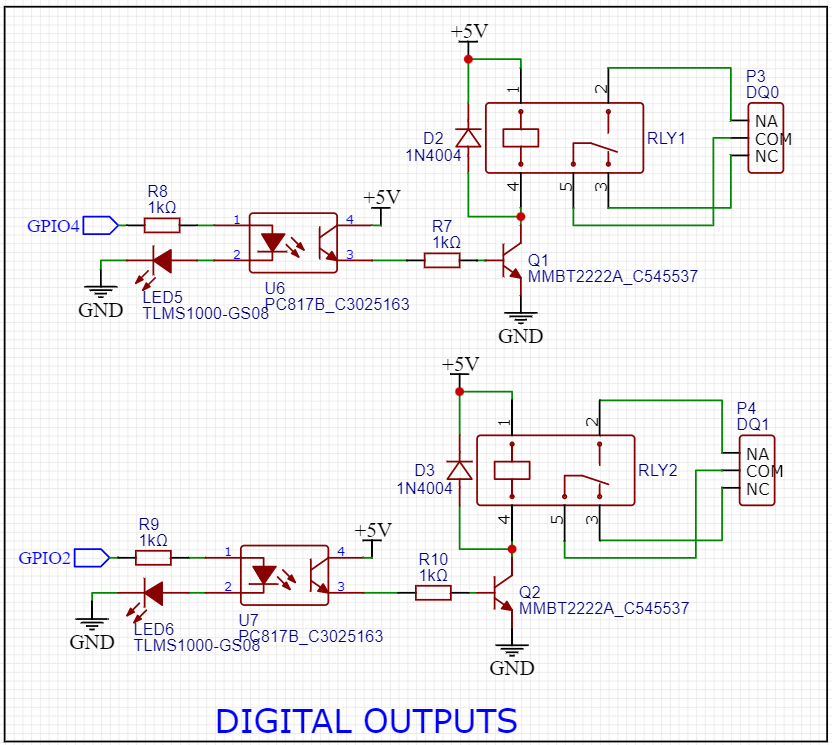 +5V
P3
DQ0
1
2
NA
COM
NC
D2
1N4004
RLY1
4
5
3
R8
1kΩ
+5V
GPIO4
1
4
R7
1kΩ
2
3
Q1
MMBT2222A_C545537
LED5
TLMS1000-GS08
U6
PC817B_C3025163
GND
GND
+5V
P4
DQ1
1
2
NA
COM
NC
D3
1N4004
RLY2
4
5
3
R9
1kΩ
+5V
GPIO2
1
4
R10
1kΩ
2
3
Q2
MMBT2222A_C545537
LED6
TLMS1000-GS08
U7
PC817B_C3025163
GND
GND
DIGITAL OUTPUTS